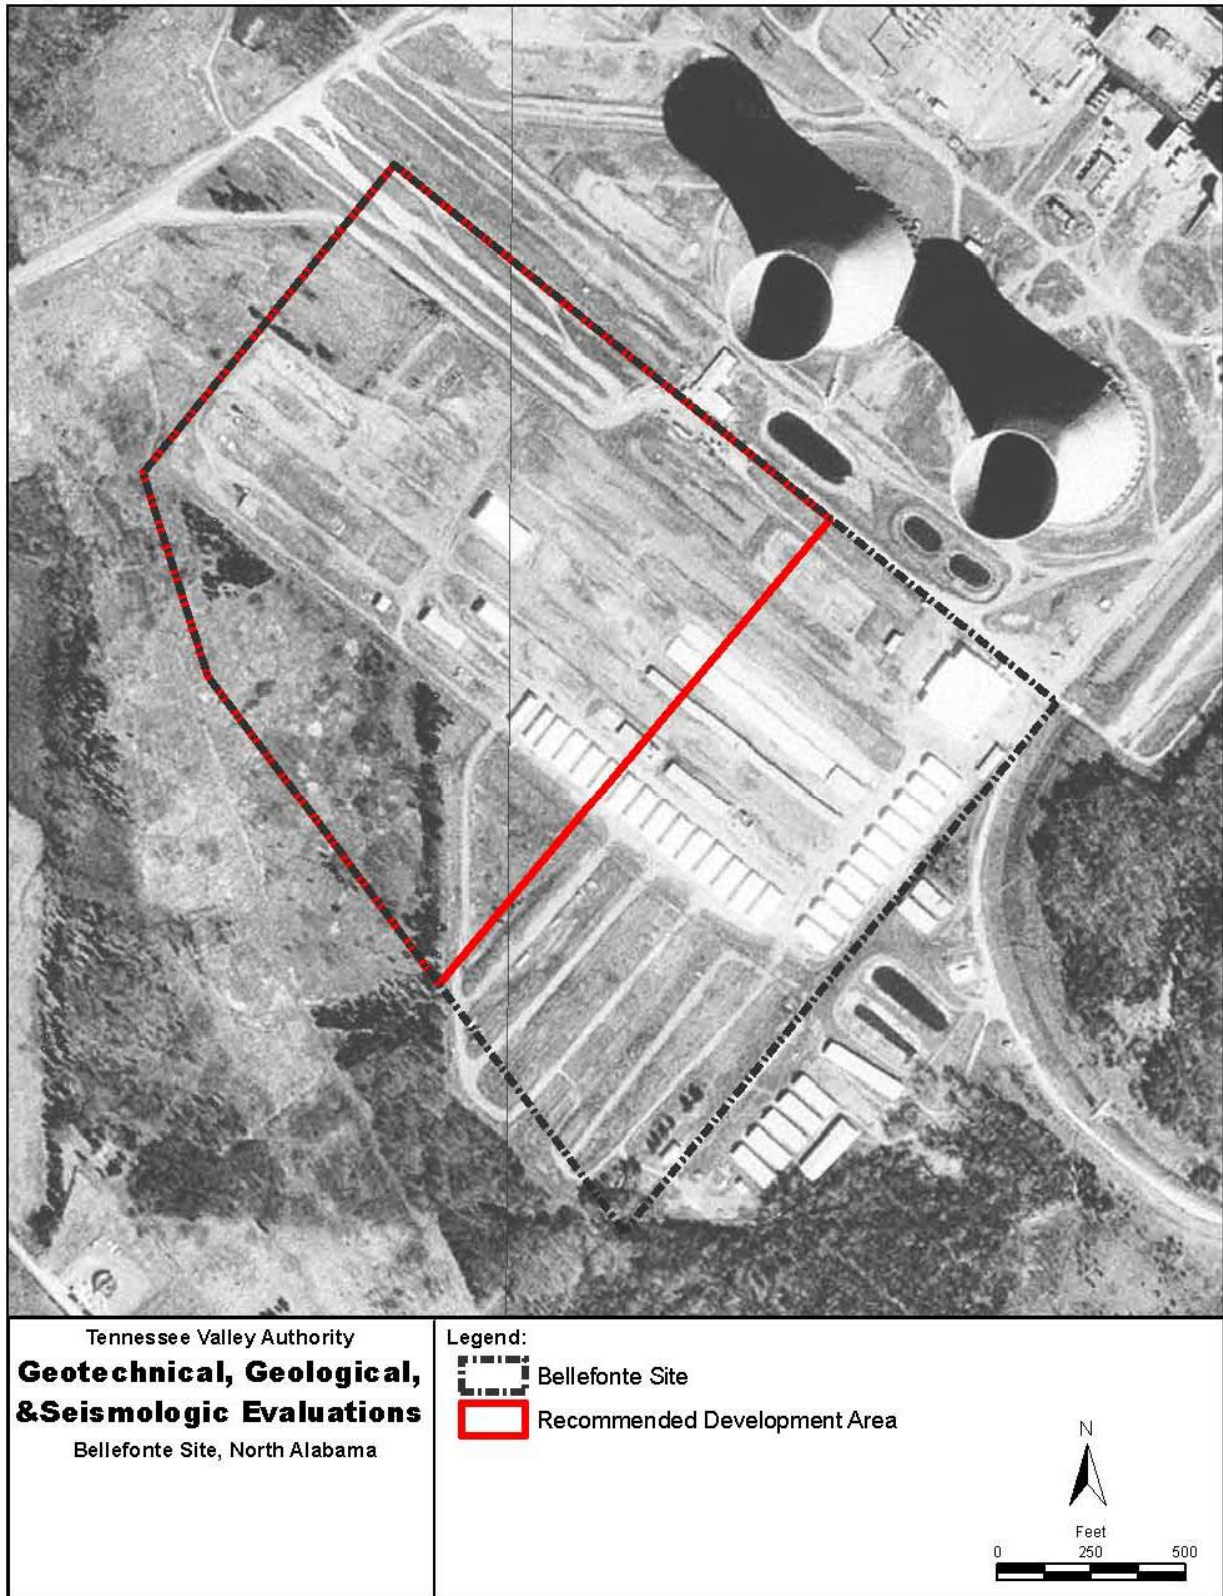 Tennessee Valley Authority
Geotechnical, Geological,
&Seismologic Evaluations
Bellefonte Site, North Alabama
Legend:
Bellefonte Site
Recommended Development Area
N
Feet
0 250 500